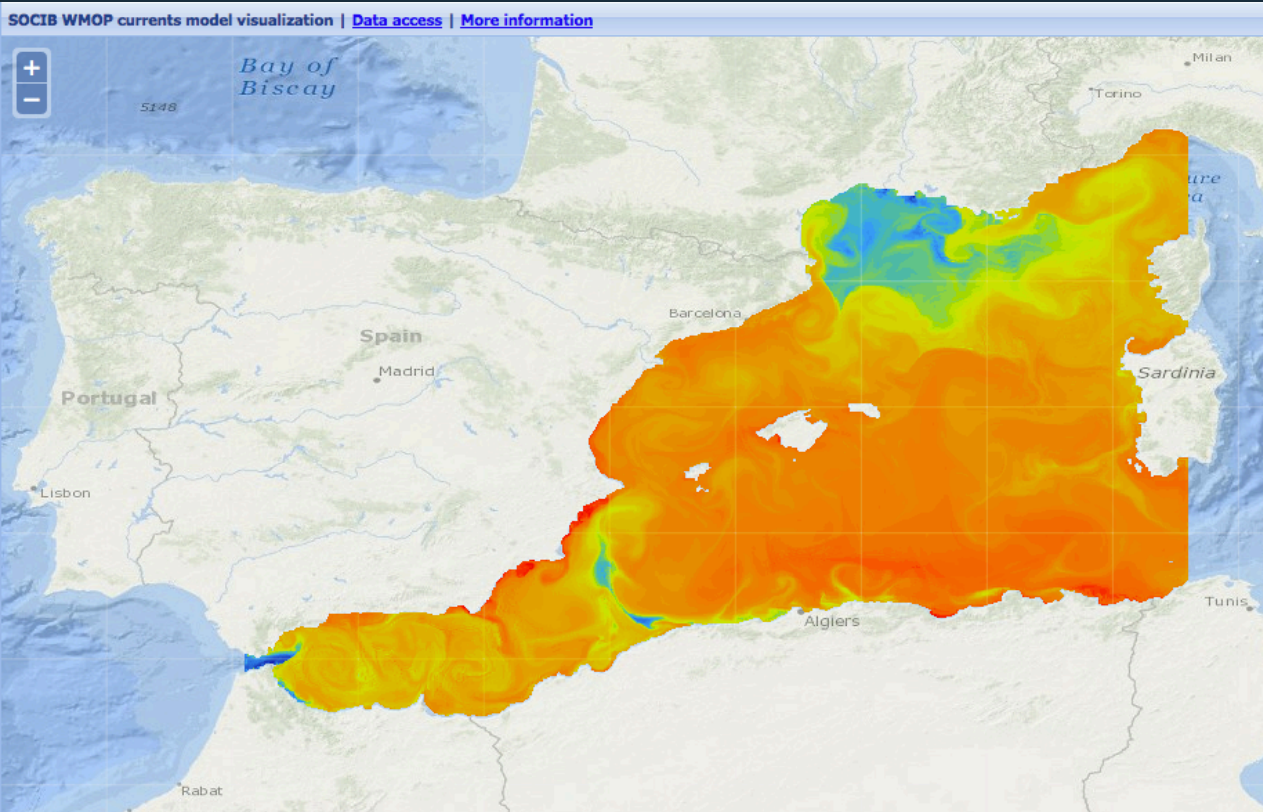 SOCIB WMOP currents model visualization | Data access | More information
+
−
Bay of
Biscay
5148
Milan
Torino
ure
a
Barcelona
Spain
Madrid
Portugal
Sardinia
Lisbon
Algiers
Tunis
Rabat